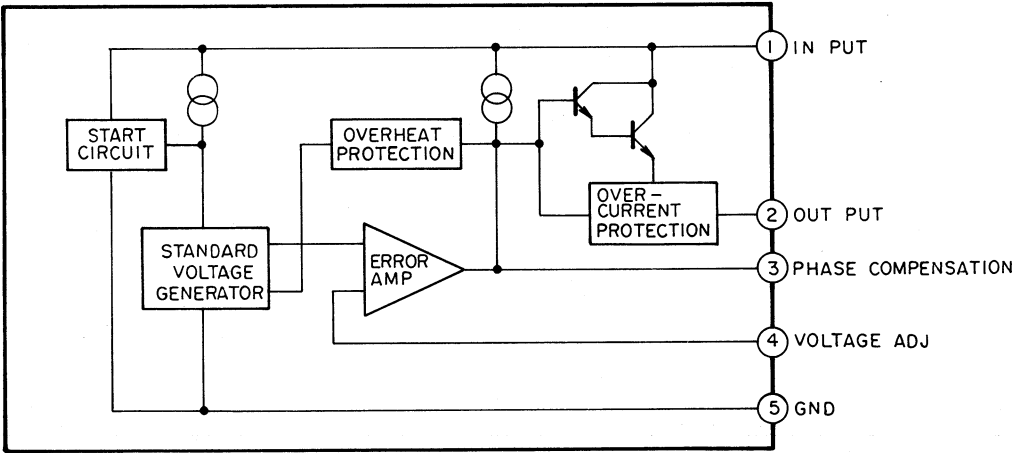 1 IN PUT
START
CIRCUIT
OVERHEAT
PROTECTION
OVER-
CURRENT
PROTECTION
2 OUT PUT
STANDARD
VOLTAGE
GENERATOR
ERROR
AMP
3 PHASE COMPENSATION
4 VOLTAGE ADJ
5 GND